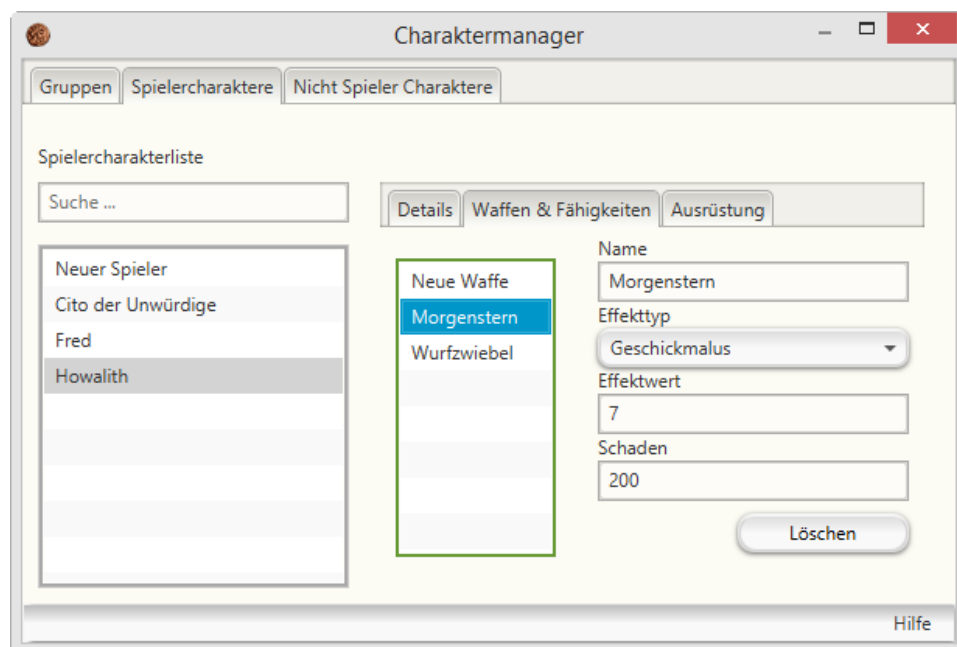 Charaktermanager
Gruppen Spielercharaktere Nicht Spieler Charaktere
Spielercharakterliste
Suche ...
Neuer Spieler
Cito der Unwürdige
Fred
Howalith
Details Waffen & Fähigkeiten Ausrüstung
Neue Waffe
Morgenstern
Wurfzwiebel
Name
Morgenstern
Effekttyp
Geschickmalus
Effektwert
7
Schaden
200
Löschen
Hilfe